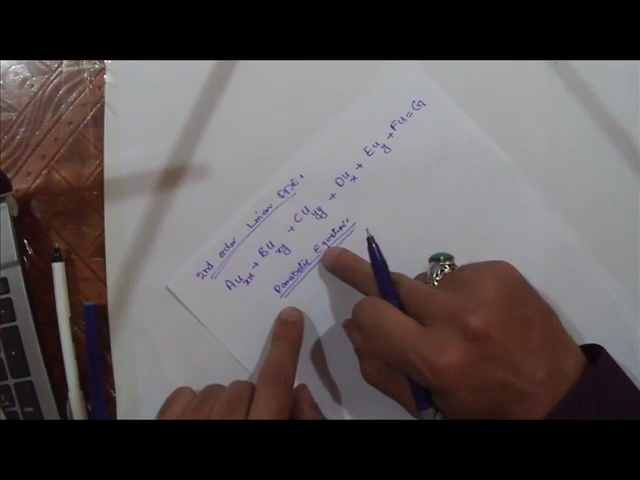 2nd order Linear PDE:
Au_xx + Bu_xy + Cu_yy + Du_x + Eu_y + Fu = G
Parabolic Equation: